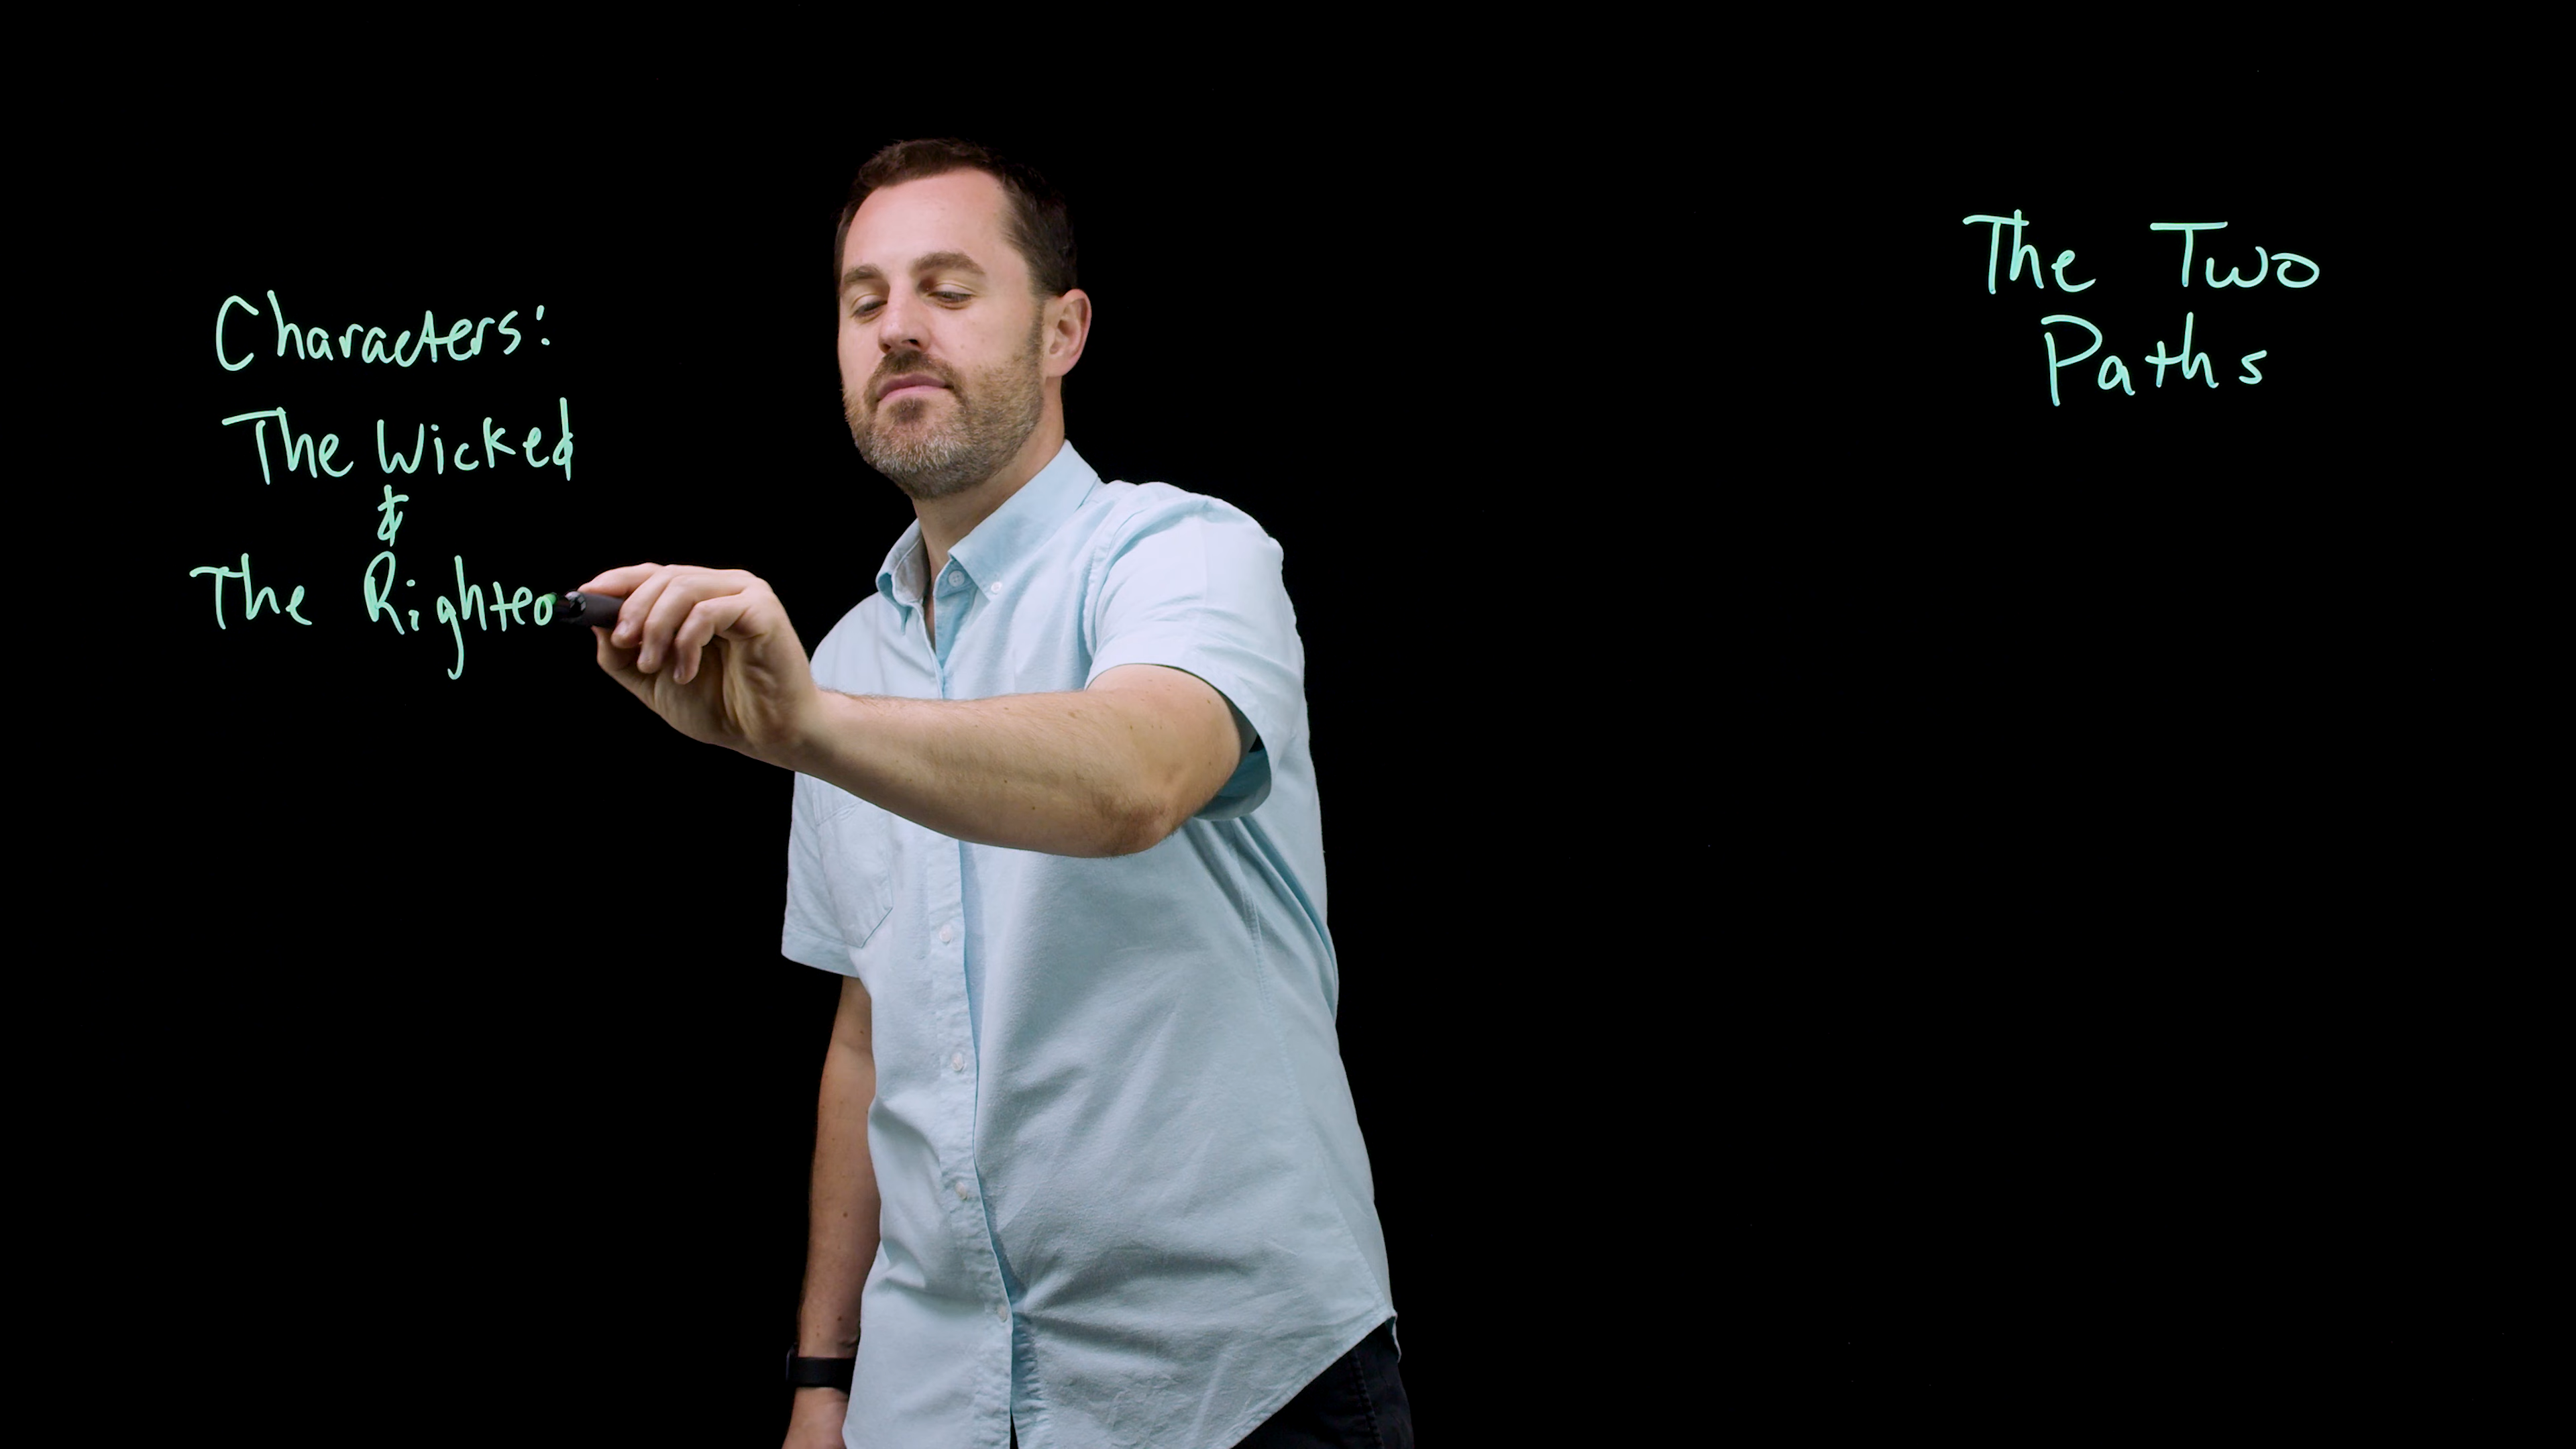 Characters:
The Wicked
&
The Righteo
The Two
Paths